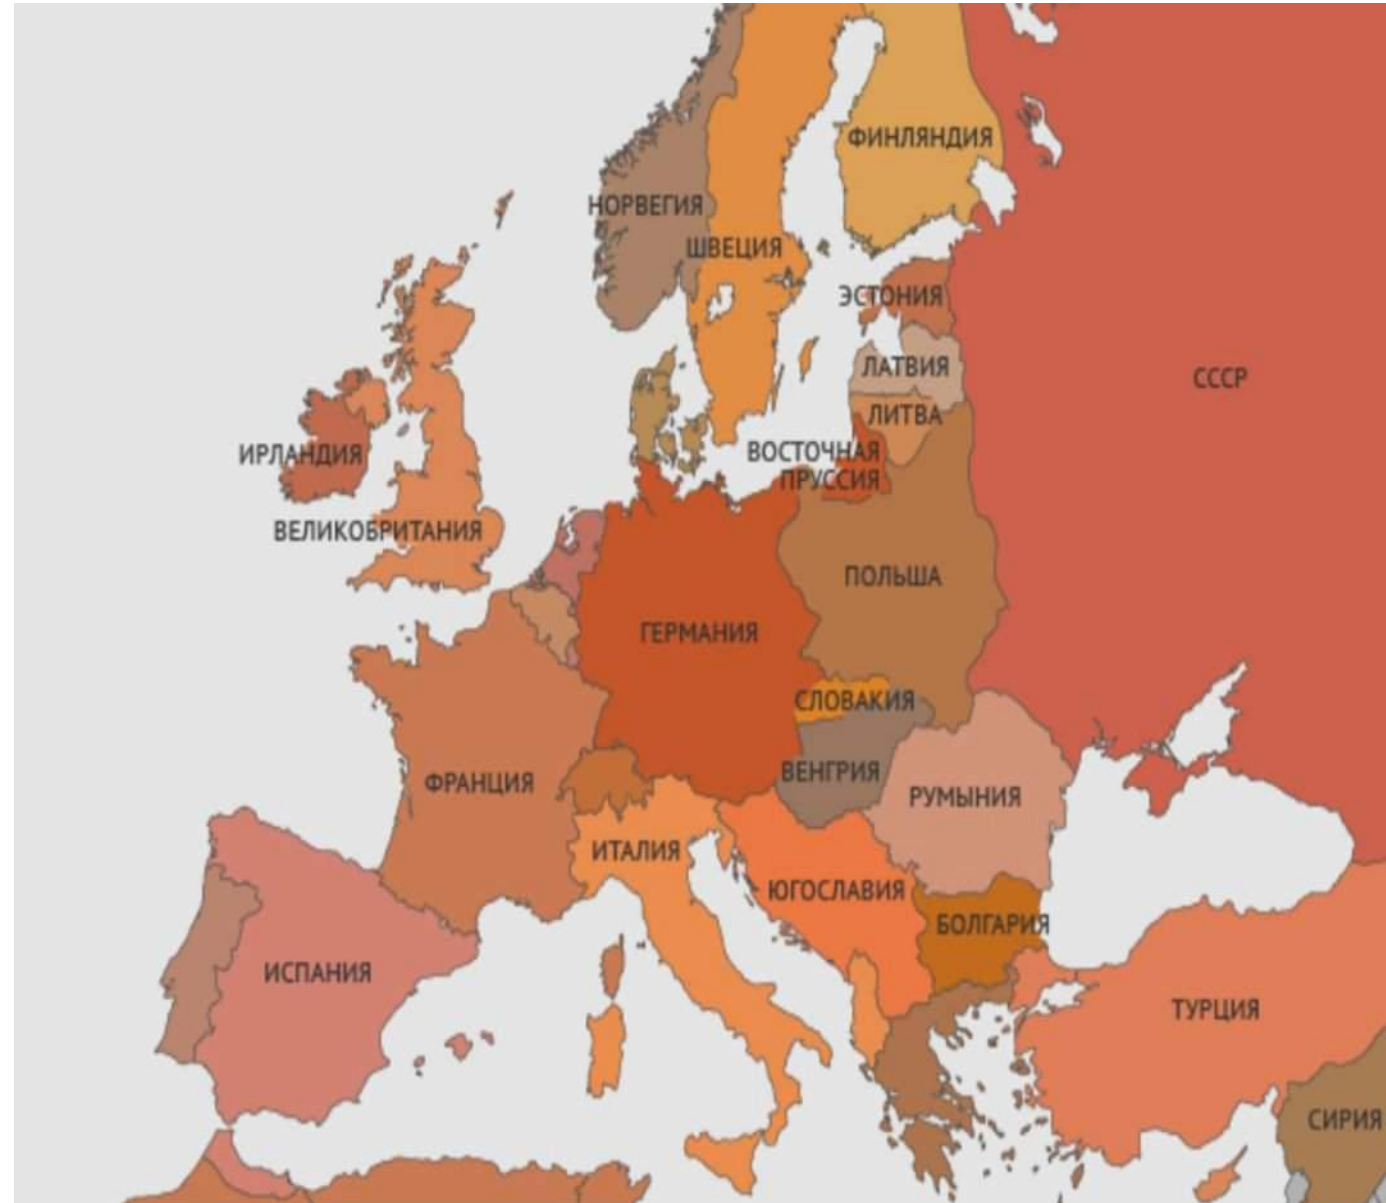 ФИНЛЯНДИЯ
НОРВЕГИЯ
ШВЕЦИЯ
ЭСТОНИЯ
ЛАТВИЯ
СССР
ЛИТВА
ИРЛАНДИЯ
ВОСТОЧНАЯ
ПРУССИЯ
ВЕЛИКОБРИТАНИЯ
ПОЛЬША
ГЕРМАНИЯ
СЛОВАКИЯ
ВЕНГРИЯ
ФРАНЦИЯ
РУМЫНИЯ
ИТАЛИЯ
ЮГОСЛАВИЯ
БОЛГАРИЯ
ИСПАНИЯ
ТУРЦИЯ
СИРИЯ